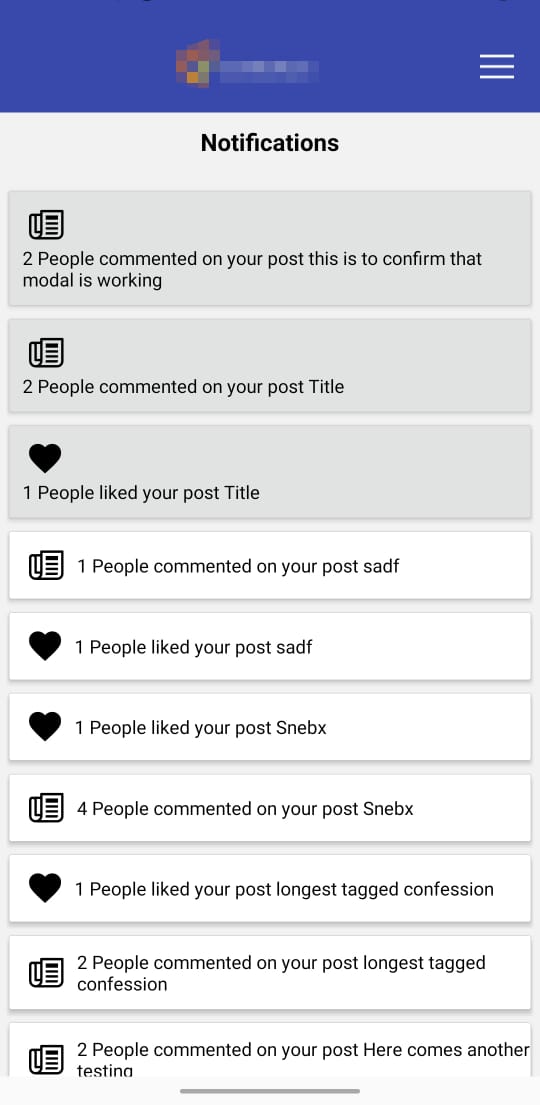 Notifications
2 People commented on your post this is to confirm that
modal is working
2 People commented on your post Title
1 People liked your post Title
1 People commented on your post sadf
1 People liked your post sadf
1 People liked your post Snebx
4 People commented on your post Snebx
1 People liked your post longest tagged confession
2 People commented on your post longest tagged
confession
2 People commented on your post Here comes another
testing